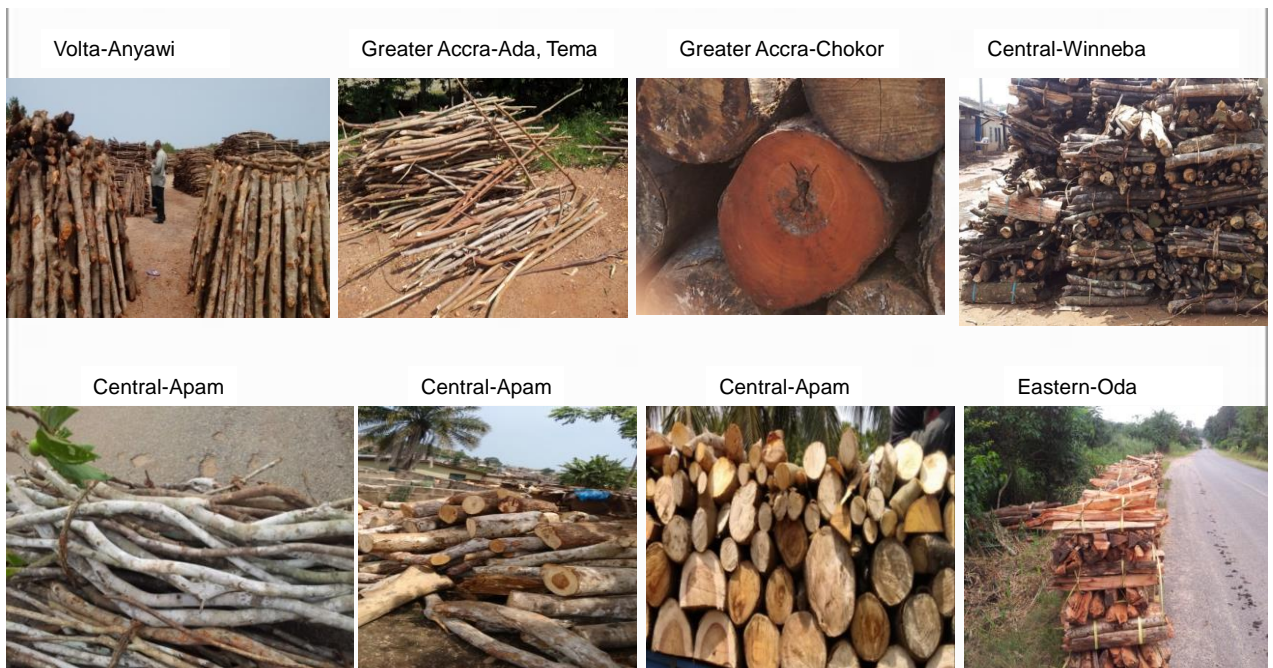 Volta-Anyawi
Greater Accra-Ada, Tema
Greater Accra-Chokor
Central-Winneba
Central-Apam
Central-Apam
Central-Apam
Eastern-Oda